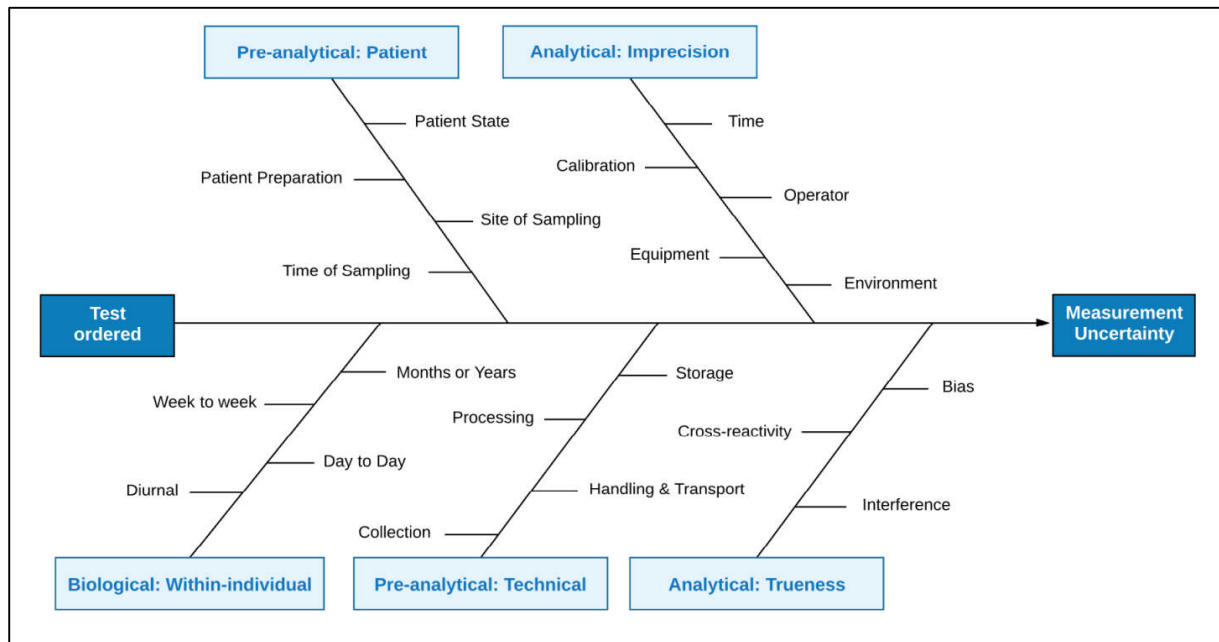 Pre-analytical: Patient
Analytical: Imprecision
Patient State
Time
Calibration
Patient Preparation
Operator
Site of Sampling
Equipment
Time of Sampling
Environment
Test
ordered
Measurement
Uncertainty
Months or Years
Storage
Bias
Week to week
Processing
Cross-reactivity
Day to Day
Diurnal
Handling & Transport
Interference
Collection
Biological: Within-individual
Pre-analytical: Technical
Analytical: Trueness